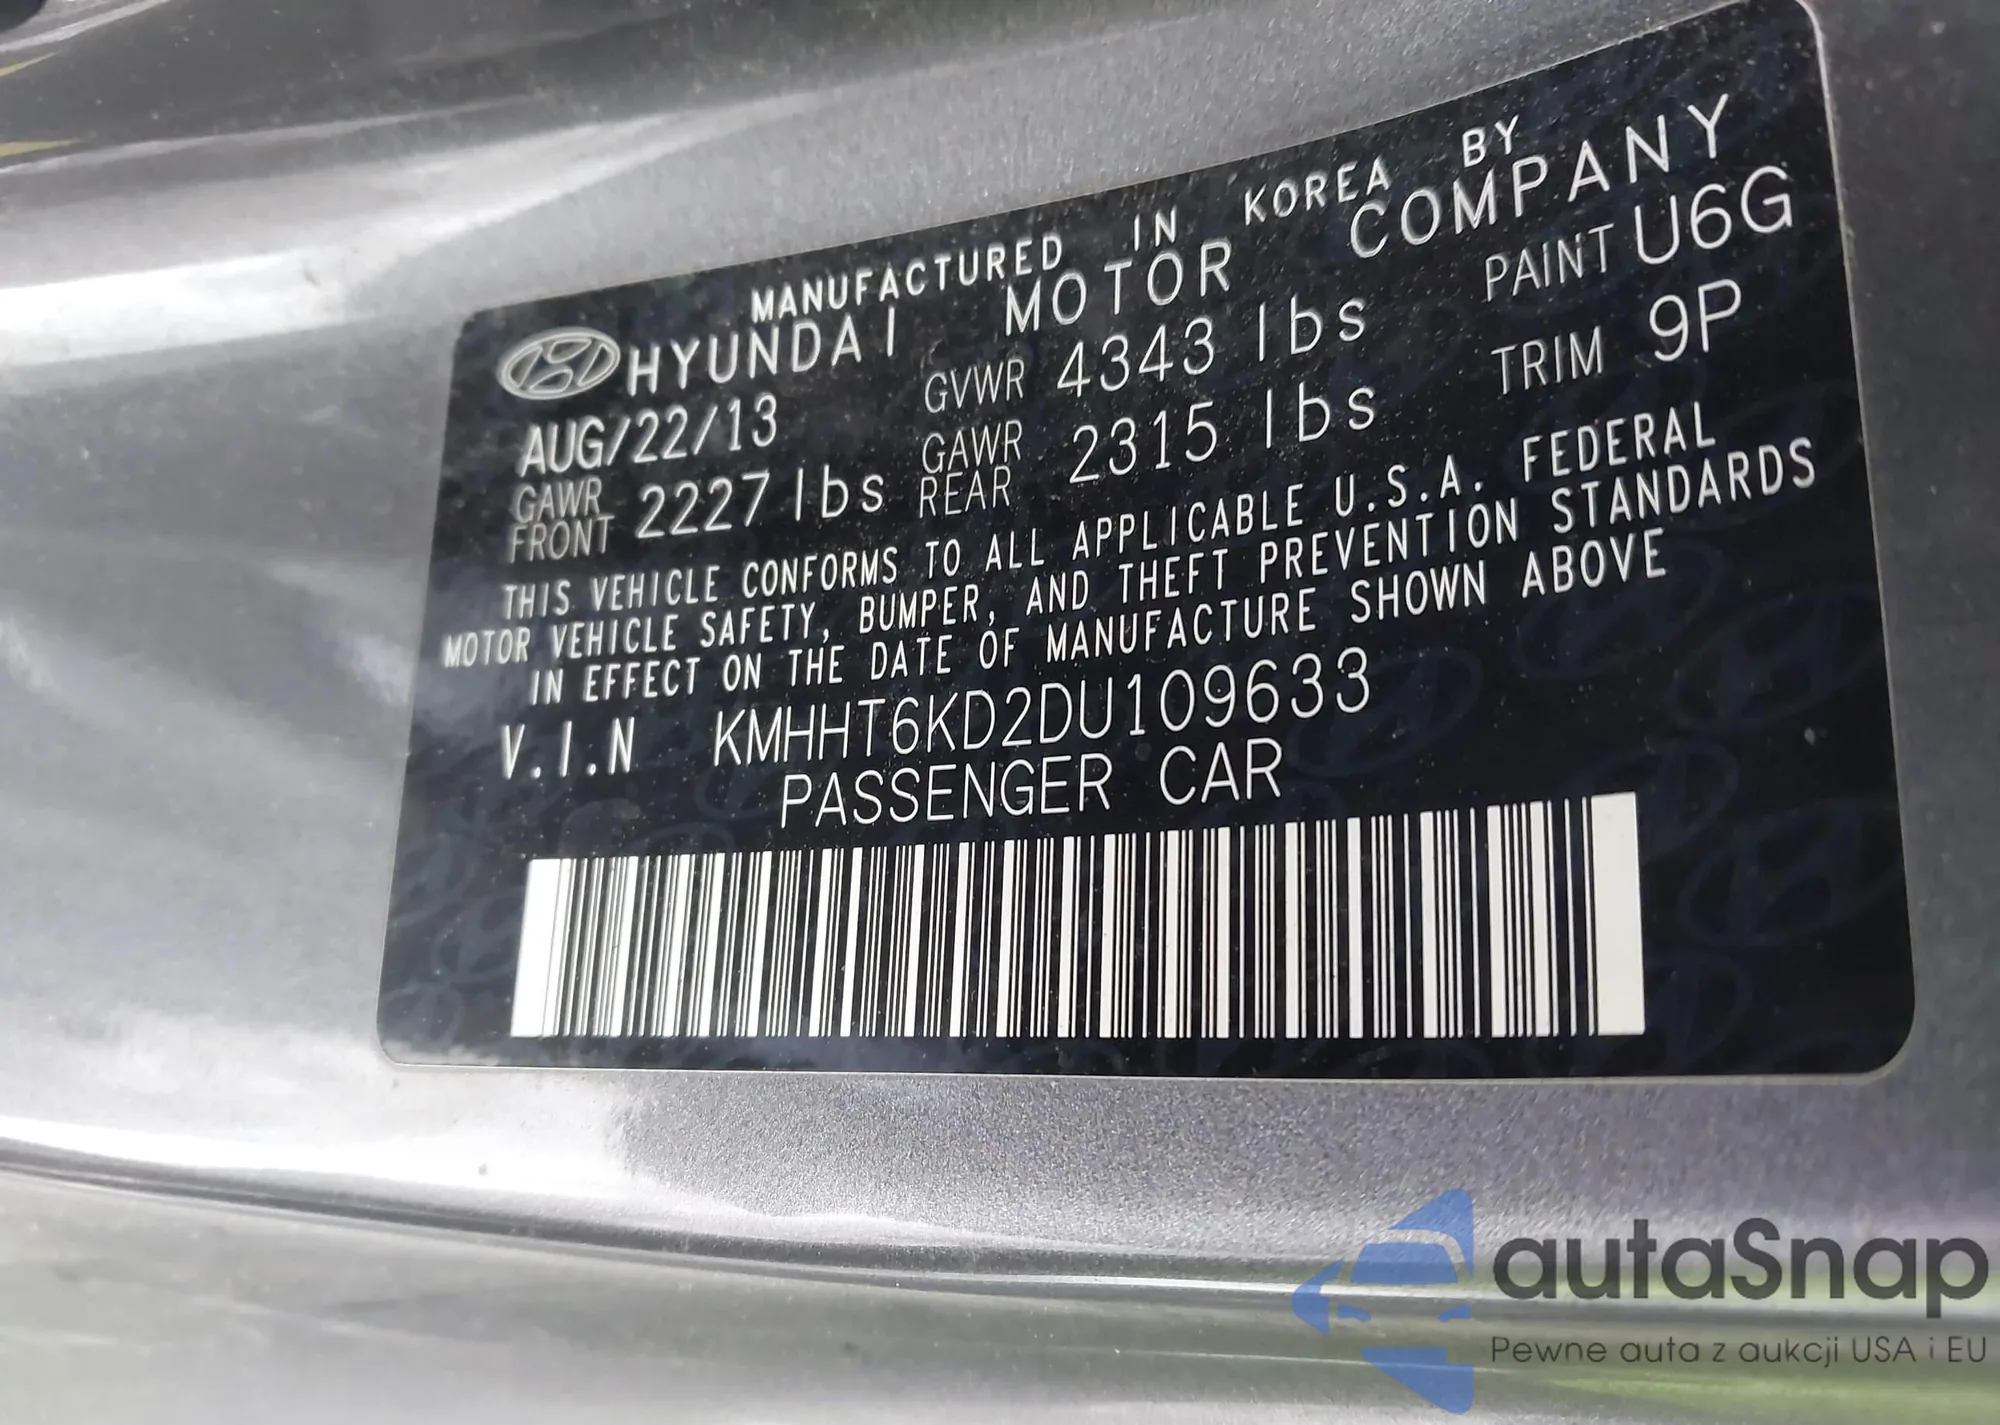 MANUFACTURED IN KOREA BY
HYUNDAI MOTOR COMPANY
AUG/22/13 GVWR 4343 lbs PAINT U6G
GAWR FRONT 2227 lbs GAWR REAR 2315 lbs TRIM 9P
THIS VEHICLE CONFORMS TO ALL APPLICABLE U.S.A. FEDERAL
MOTOR VEHICLE SAFETY, BUMPER, AND THEFT PREVENTION STANDARDS
IN EFFECT ON THE DATE OF MANUFACTURE SHOWN ABOVE
V.I.N KMHHT6KD2DU109633
PASSENGER CAR
autaSnap
Pewne auta z aukcji USA i EU